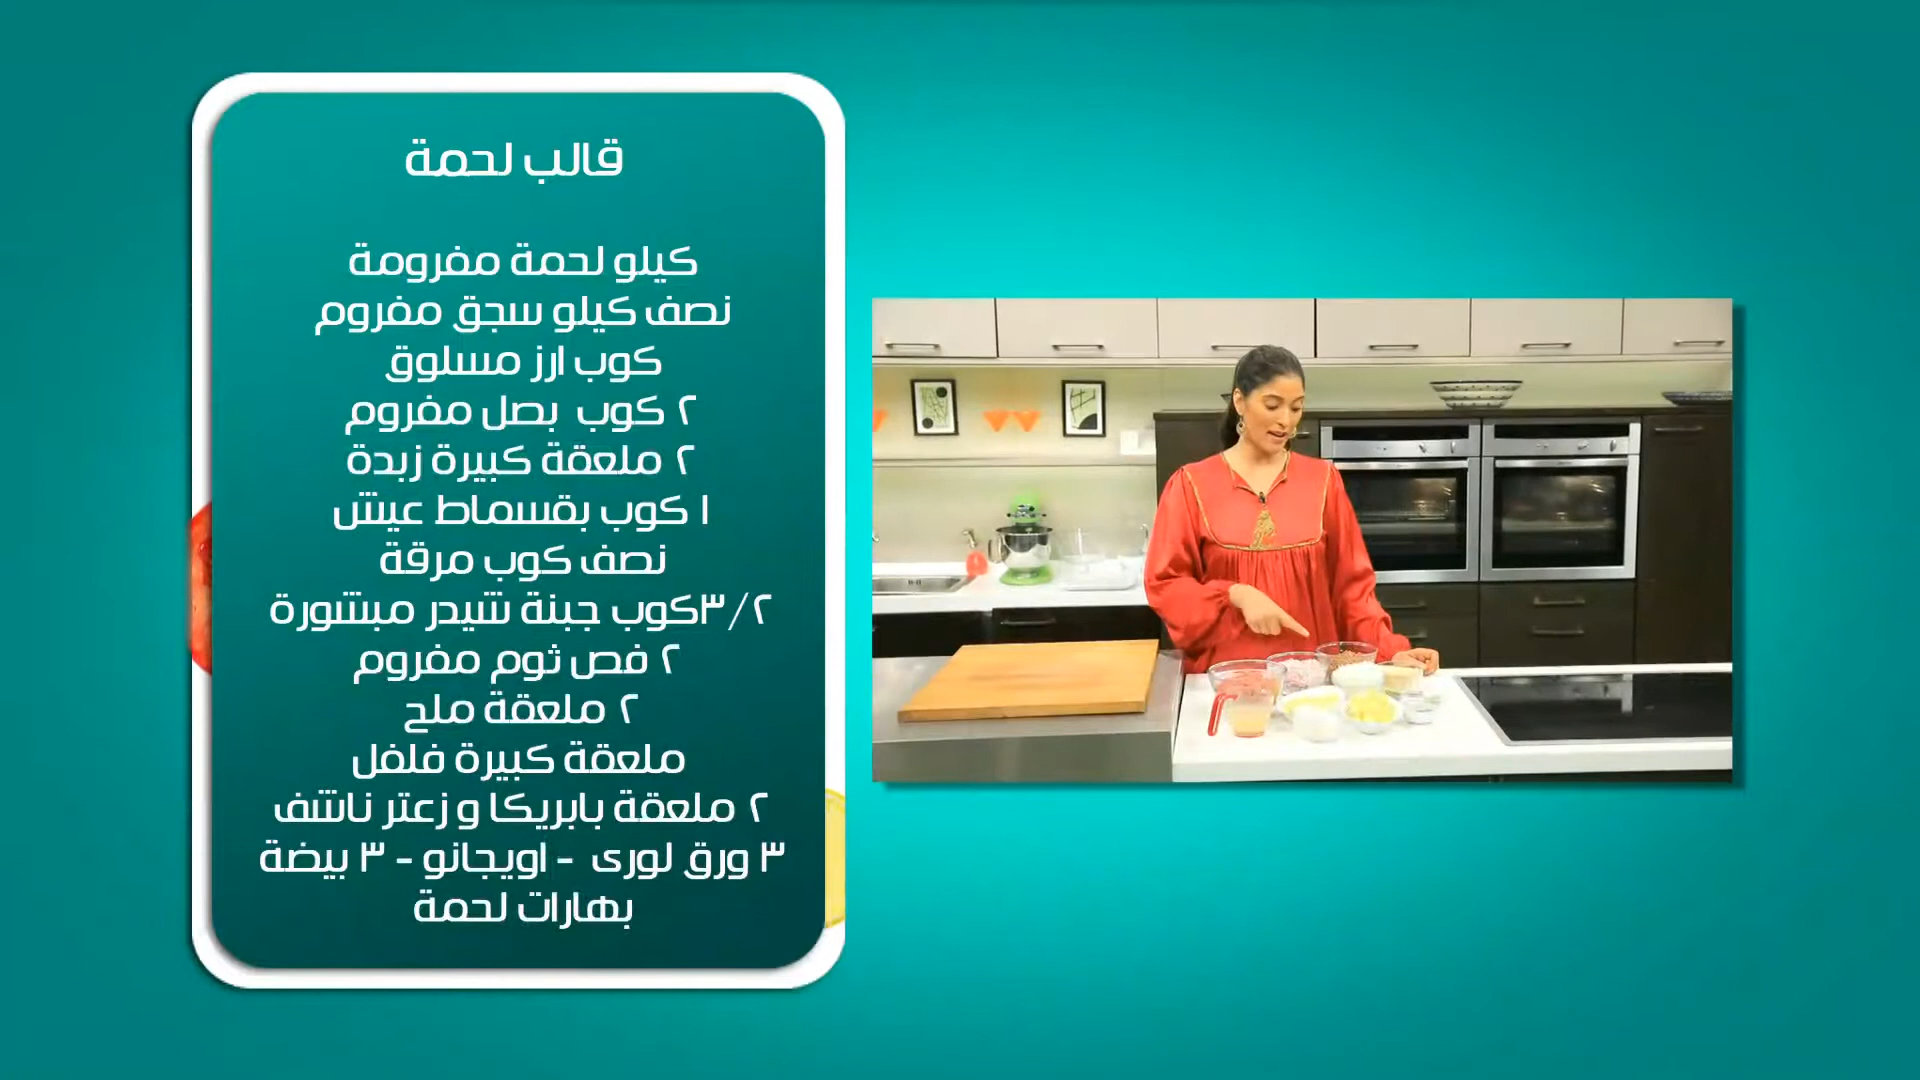 قالب لحمة
كيلو لحمة مفرومة
نصف كيلو سجق مفروم
كوب ارز مسلوق
٢ كوب بصل مفروم
٢ ملعقة كبيرة زبدة
١ كوب بقسماط عيش
نصف كوب مرقة
٣/٢كوب جبنة شيدر مبشورة
٢ فص ثوم مفروم
٢ ملعقة ملح
ملعقة كبيرة فلفل
٢ ملعقة بابريكا و زعتر ناشف
٣ ورق لورى - اويجانو - ٣ بيضة
بهارات لحمة